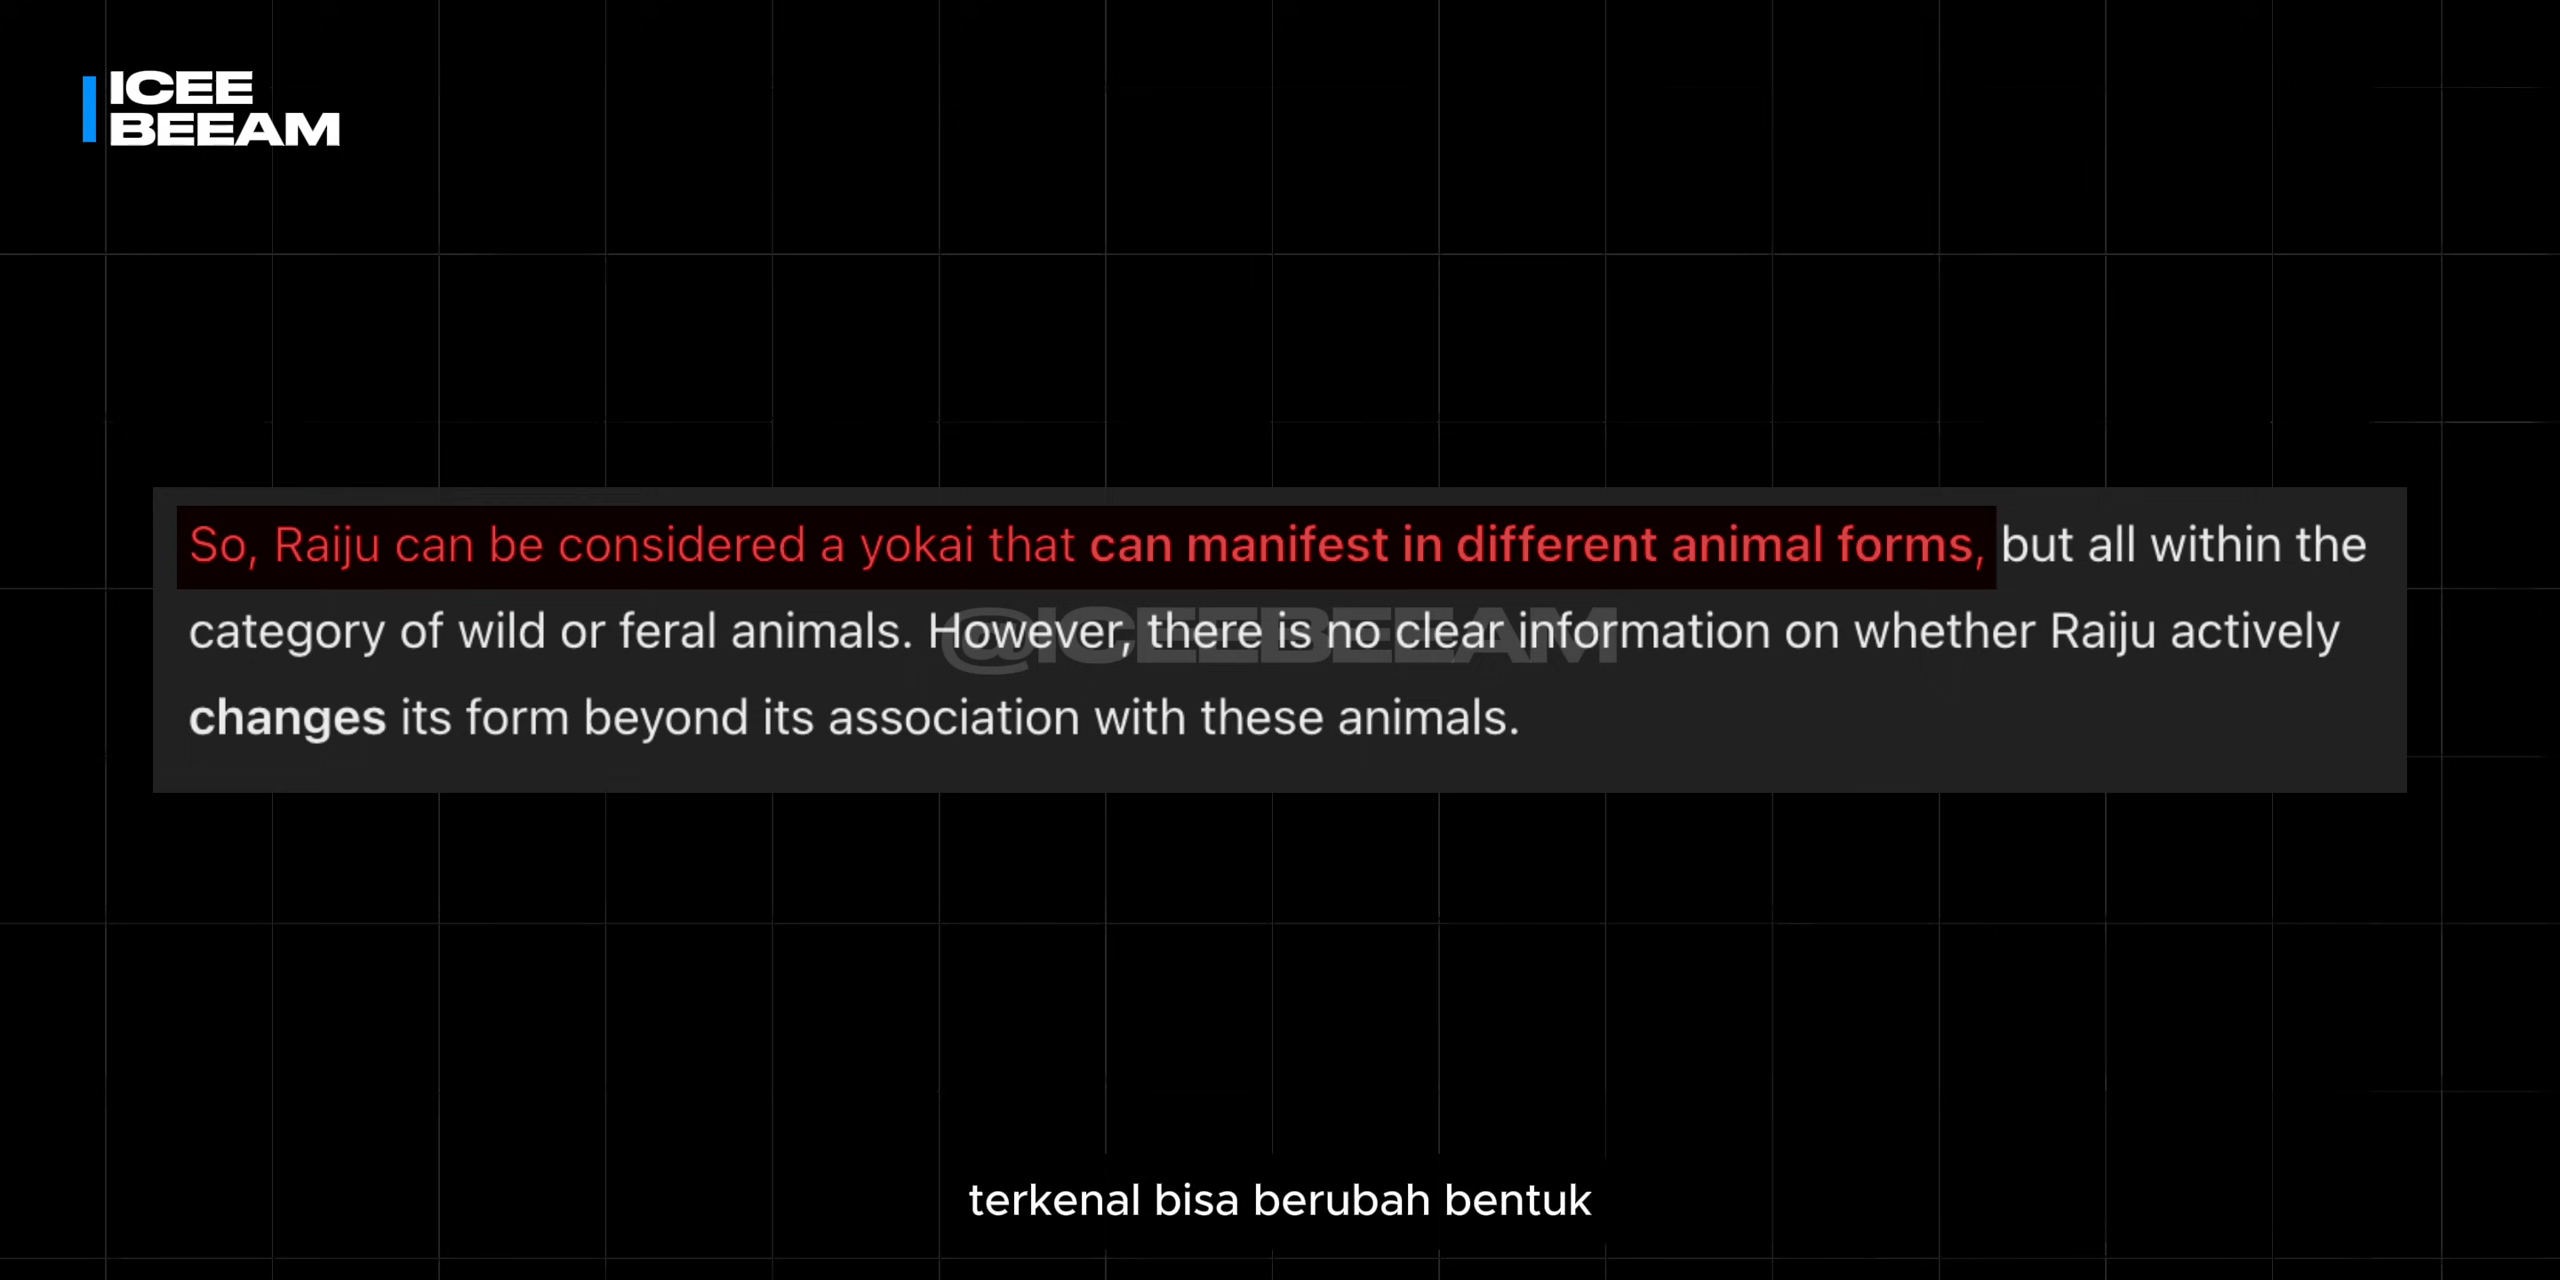 ICEE
BEEAM
So, Raiju can be considered a yokai that can manifest in different animal forms, but all within the
category of wild or feral animals. However, there is no clear information on whether Raiju actively
@ICEEBEEAM
changes its form beyond its association with these animals.
terkenal bisa berubah bentuk